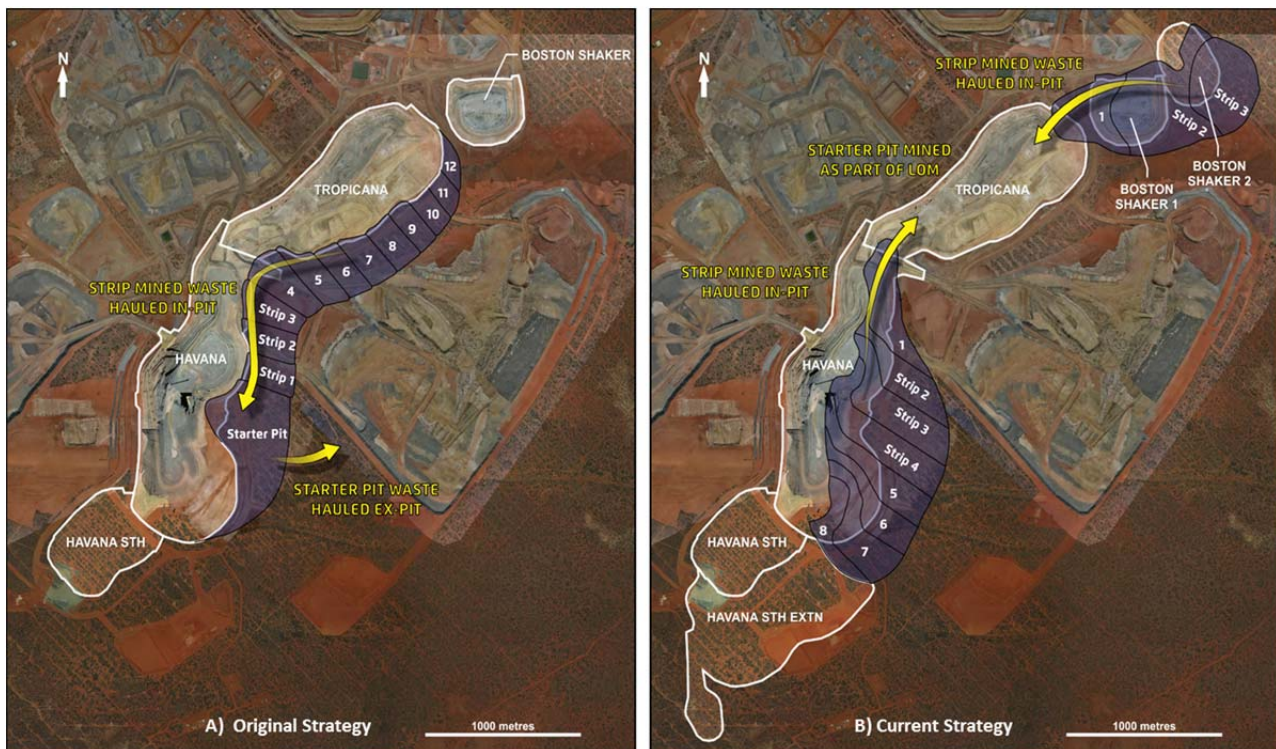 N
BOSTON SHAKER
TROPICANA
12
11
10
9
8
7
6
5
4
Strip 3
Strip 2
Strip 1
STRIP MINED WASTE
HAULED IN-PIT
HAVANA
Starter Pit
STARTER PIT WASTE
HAULED EX-PIT
HAVANA STH
A) Original Strategy
1000 metres
N
STRIP MINED WASTE
HAULED IN-PIT
1
Strip 2
Strip 3
STARTER PIT MINED
AS PART OF LOM
TROPICANA
BOSTON
SHAKER 2
BOSTON
SHAKER 1
STRIP MINED WASTE
HAULED IN-PIT
HAVANA
1
Strip 2
Strip 3
Strip 4
5
6
7
8
HAVANA STH
HAVANA STH EXTN
B) Current Strategy
1000 metres